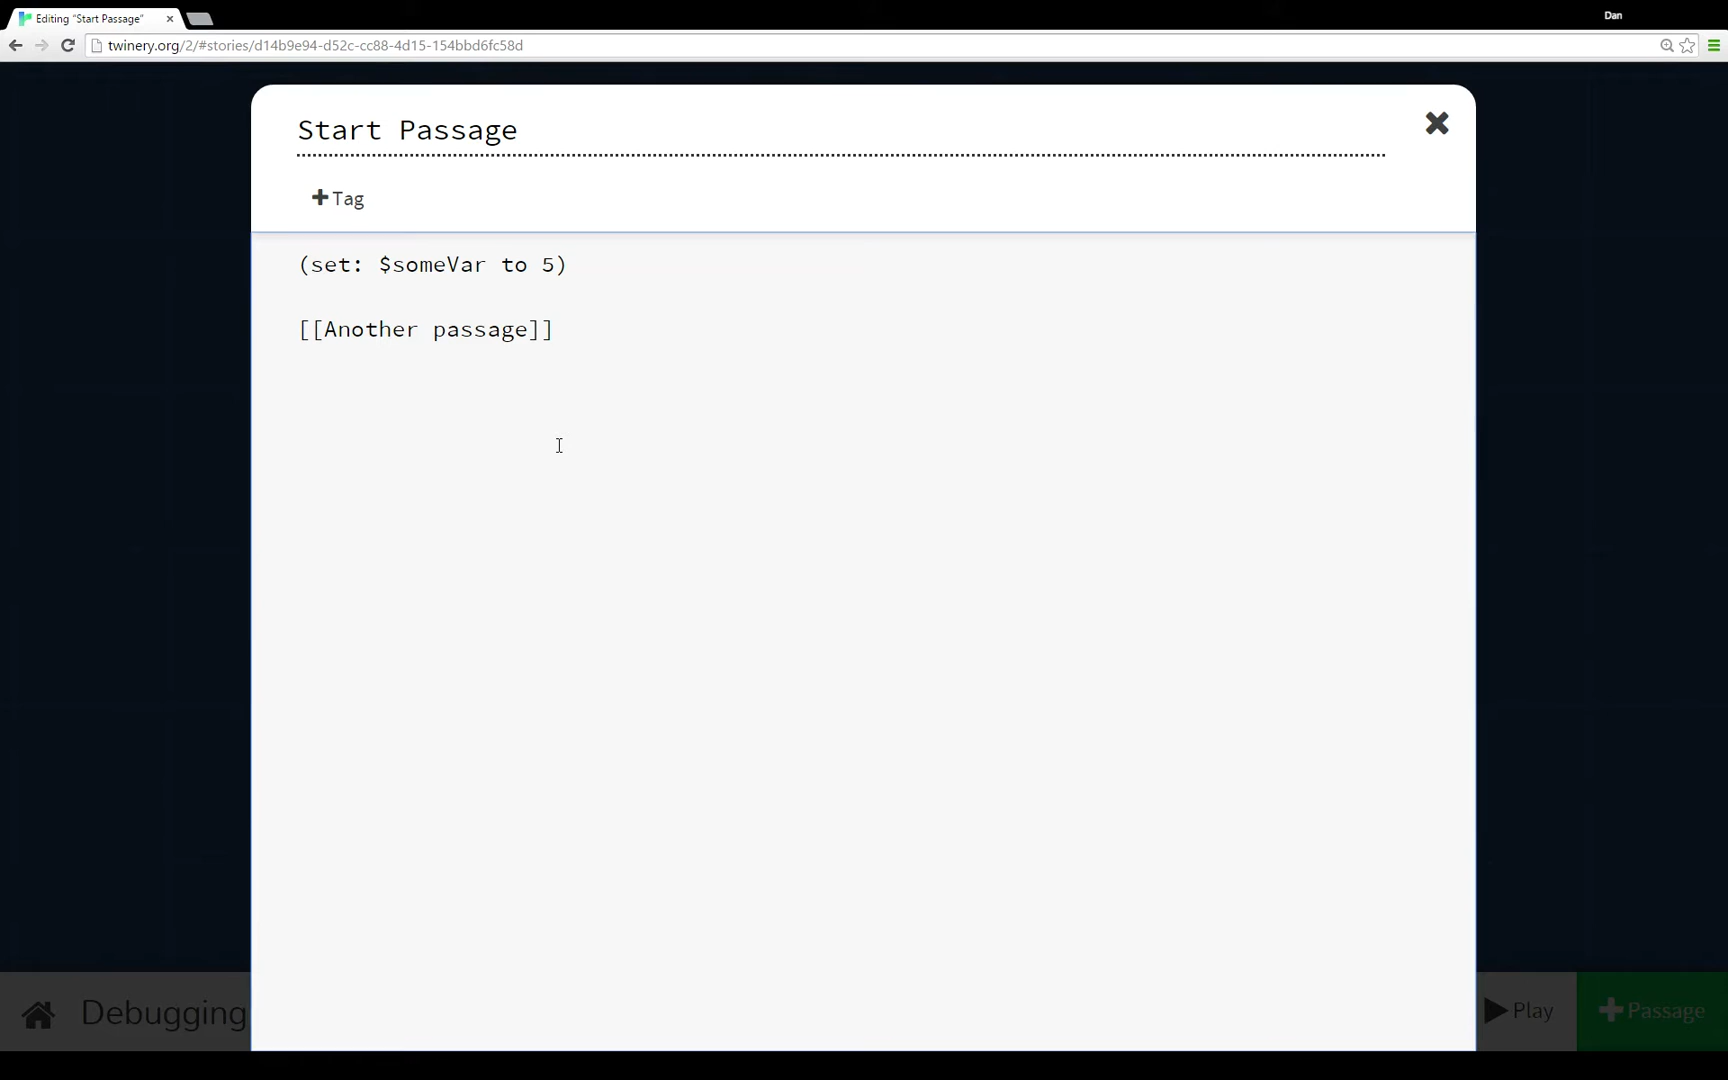 Editing "Start Passage"
Dan
twinery.org/2/#stories/d14b9e94-d52c-cc88-4d15-154bbd6fc58d
Start Passage
Tag
(set: $someVar to 5)
[[Another passage]]
Debugging
Play
Passage